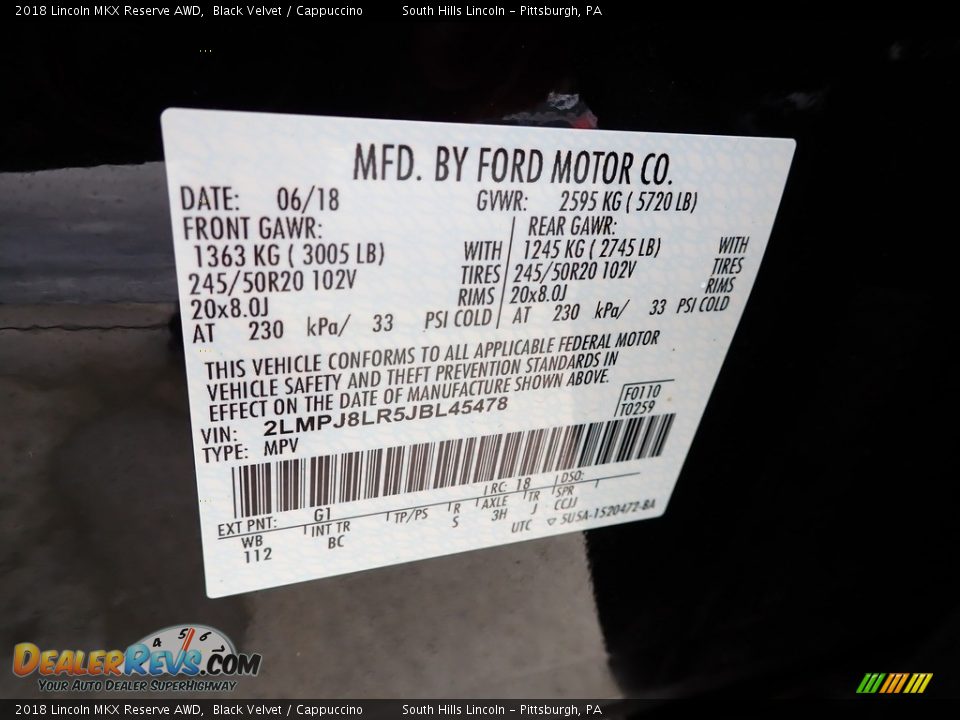 2018 Lincoln MKX Reserve AWD, Black Velvet / Cappuccino South Hills Lincoln - Pittsburgh, PA
MFD. BY FORD MOTOR CO.
DATE: 06/18 GVWR: 2595 KG ( 5720 LB)
FRONT GAWR: REAR GAWR:
1363 KG ( 3005 LB) WITH 1245 KG ( 2745 LB) WITH
245/50R20 102V TIRES 245/50R20 102V TIRES
20x8.0J RIMS 20x8.0J RIMS
AT 230 kPa/ 33 PSI COLD AT 230 kPa/ 33 PSI COLD
THIS VEHICLE CONFORMS TO ALL APPLICABLE FEDERAL MOTOR
VEHICLE SAFETY AND THEFT PREVENTION STANDARDS IN
EFFECT ON THE DATE OF MANUFACTURE SHOWN ABOVE.
F0110
T0259
VIN: 2LMPJ8LR5JBL45478
TYPE: MPV
EXT PNT: G1 RC: 18 DSO:
WB INT TR TP/PS R AXLE TR SPR
112 BC S 3H J CCJJ
UTC ▽ 5U5A-1520472-BA
4 5 6
DEALERREVS.COM
YOUR AUTO DEALER SUPERHIGHWAY
2018 Lincoln MKX Reserve AWD, Black Velvet / Cappuccino South Hills Lincoln - Pittsburgh, PA